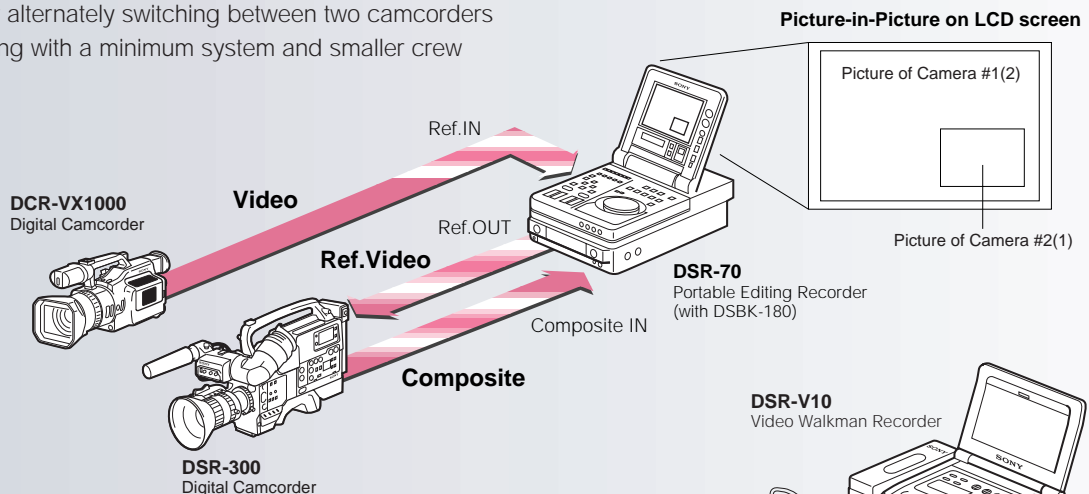 alternately switching between two camcorders
ng with a minimum system and smaller crew
Picture-in-Picture on LCD screen
Picture of Camera #1(2)
Picture of Camera #2(1)
Ref.IN
SONY
DCR-VX1000
Digital Camcorder
Video
Ref.OUT
Ref.Video
DSR-70
Portable Editing Recorder
(with DSBK-180)
Composite IN
Composite
DSR-300
Digital Camcorder
DSR-V10
Video Walkman Recorder
SONY
SONY